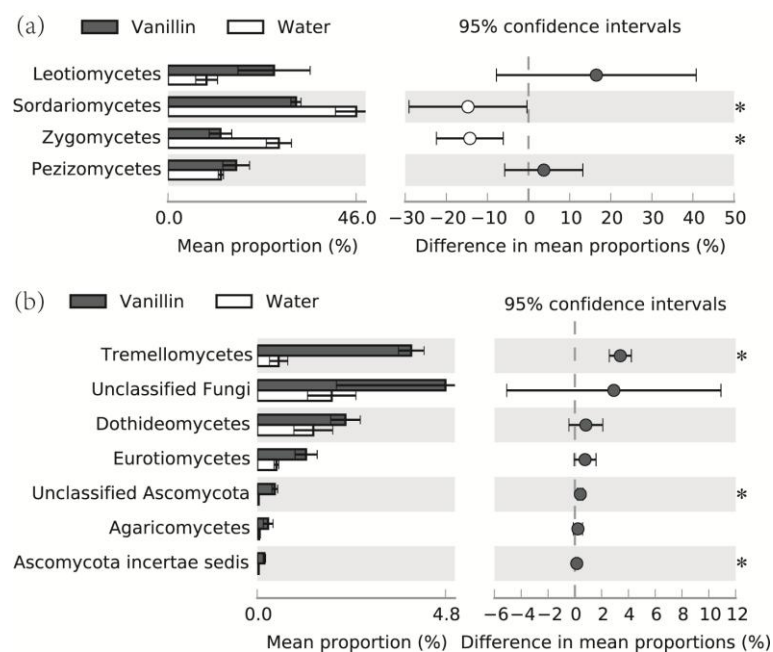 (a) Vanillin Water 95% confidence intervals
Leotiomycetes
Sordariomycetes *
Zygomycetes *
Pezizomycetes
0.0 46.0 −30 −20 −10 0 10 20 30 40 50
Mean proportion (%) Difference in mean proportions (%)
(b) Vanillin Water 95% confidence intervals
Tremellomycetes *
Unclassified Fungi
Dothideomycetes
Eurotiomycetes
Unclassified Ascomycota *
Agaricomycetes
Ascomycota incertae sedis *
0.0 4.8 −6 −4 −2 0 2 4 6 8 10 12
Mean proportion (%) Difference in mean proportions (%)